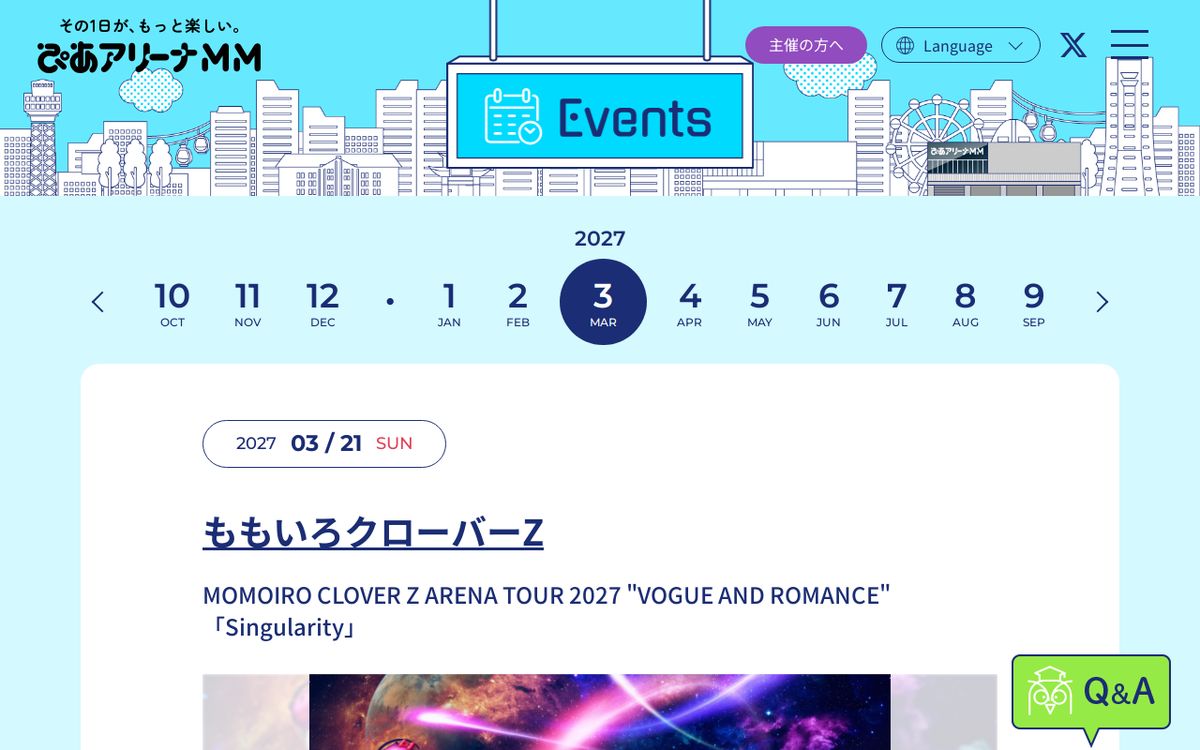 その1日が、もっと楽しい。
ぴあアリーナMM
主催の方へ
Language
Events
ぴあアリーナMM
2027
10 11 12 • 1 2 3 4 5 6 7 8 9
OCT NOV DEC JAN FEB MAR APR MAY JUN JUL AUG SEP
2027 03 / 21 SUN
ももいろクローバーZ
MOMOIRO CLOVER Z ARENA TOUR 2027 "VOGUE AND ROMANCE"
「Singularity」
Q&A